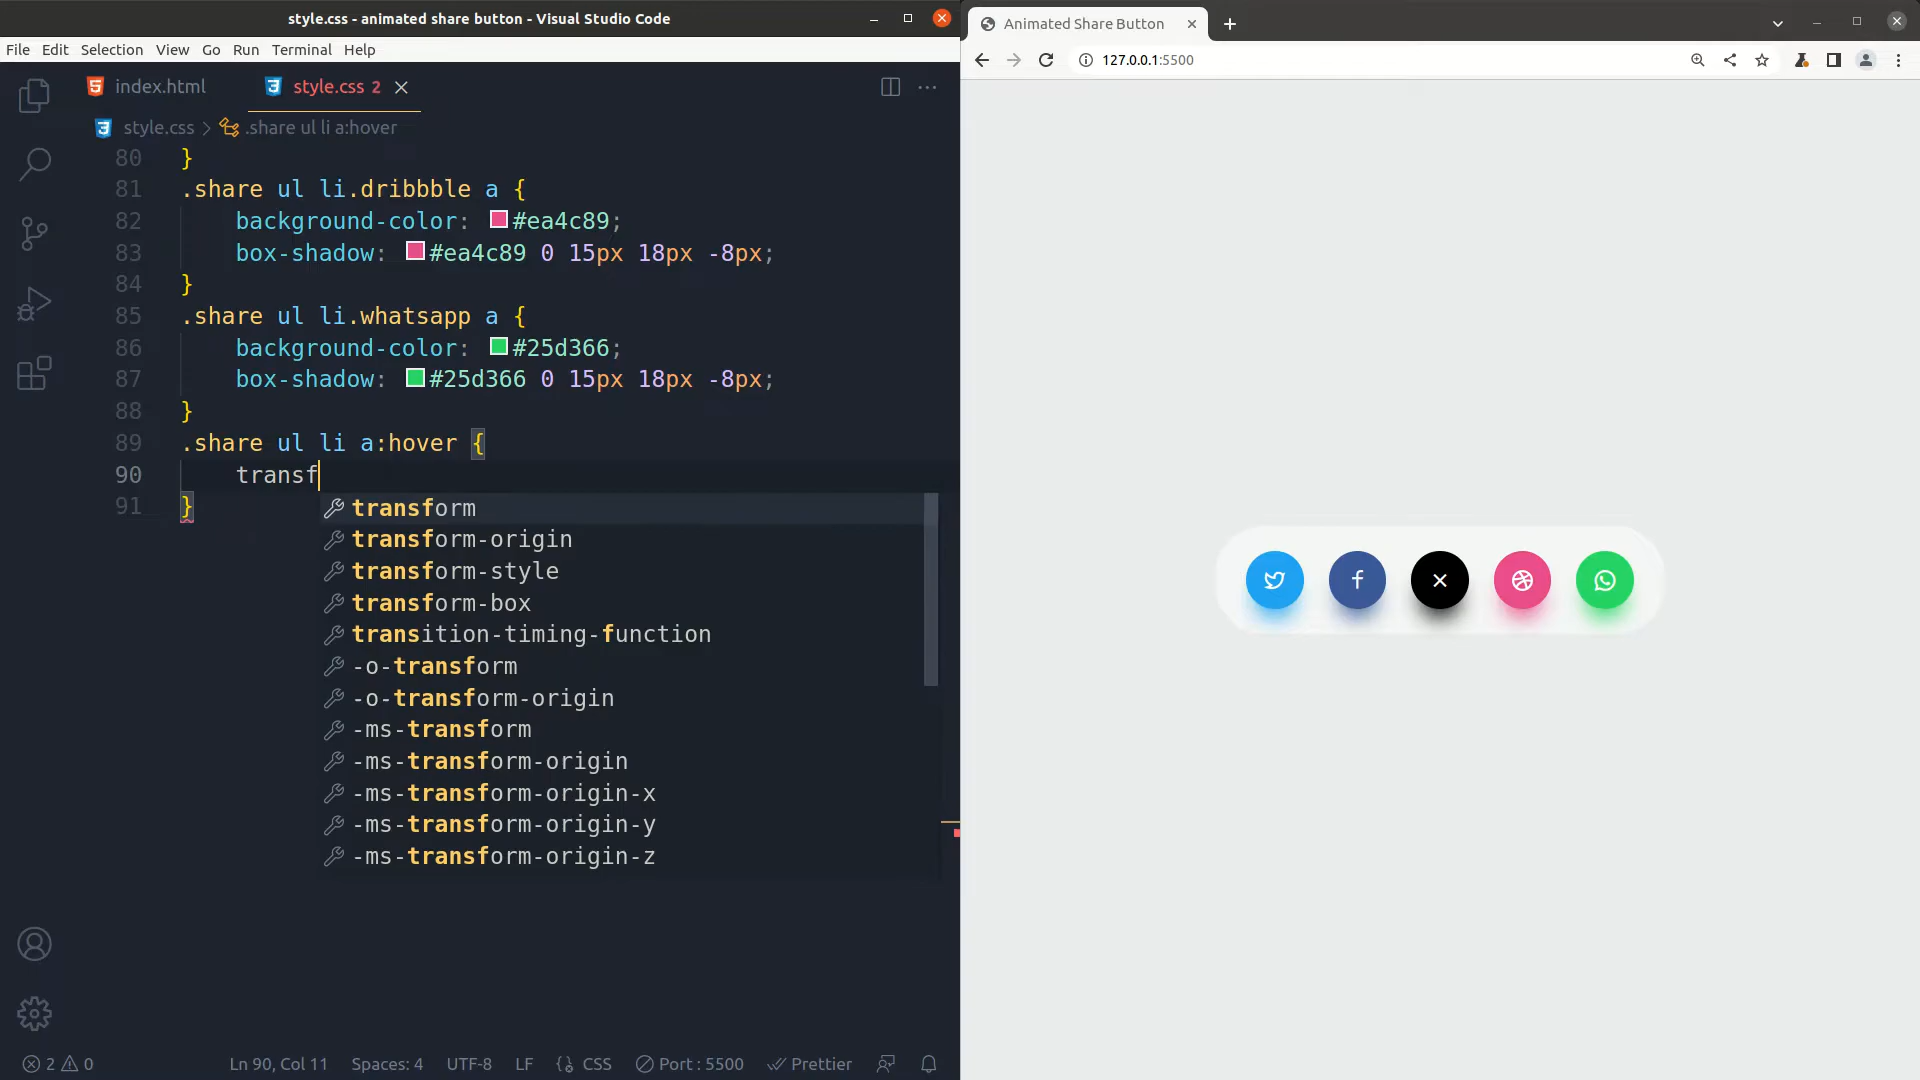 style.css - animated share button - Visual Studio Code
File Edit Selection View Go Run Terminal Help
index.html
style.css 2
style.css > .share ul li a:hover
80 }
81 .share ul li.dribbble a {
82 background-color: #ea4c89;
83 box-shadow: #ea4c89 0 15px 18px -8px;
84 }
85 .share ul li.whatsapp a {
86 background-color: #25d366;
87 box-shadow: #25d366 0 15px 18px -8px;
88 }
89 .share ul li a:hover {
90 transf
91 }
transform
transform-origin
transform-style
transform-box
transition-timing-function
-o-transform
-o-transform-origin
-ms-transform
-ms-transform-origin
-ms-transform-origin-x
-ms-transform-origin-y
-ms-transform-origin-z
2 0 Ln 90, Col 11 Spaces: 4 UTF-8 LF {} CSS Port : 5500 Prettier
Animated Share Button
127.0.0.1:5500